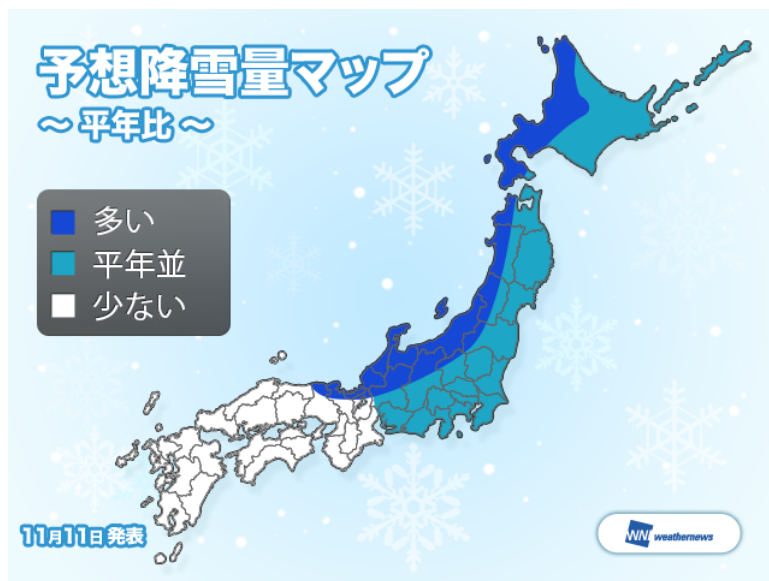 予想降雪量マップ
～ 平年比 ～
多い
平年並
少ない
11月11日発表
WNI weathernews